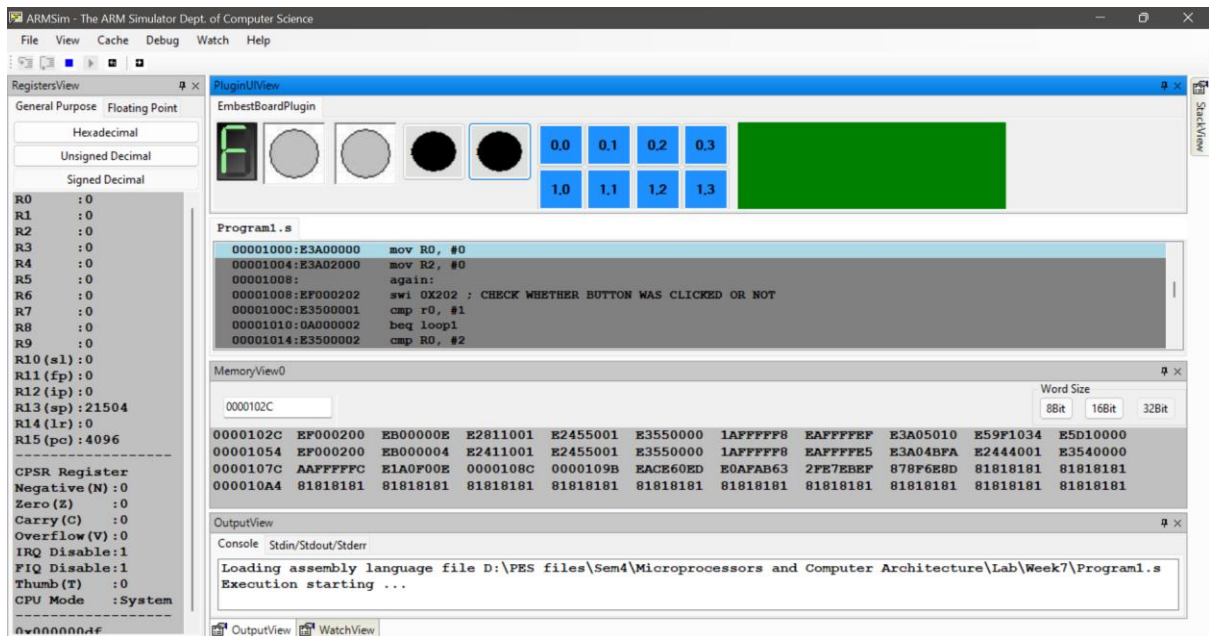 ARMSim - The ARM Simulator Dept. of Computer Science
File View Cache Debug Watch Help
RegistersView
General Purpose Floating Point
Hexadecimal
Unsigned Decimal
Signed Decimal
R0 :0
R1 :0
R2 :0
R3 :0
R4 :0
R5 :0
R6 :0
R7 :0
R8 :0
R9 :0
R10(sl):0
R11(fp):0
R12(ip):0
R13(sp):21504
R14(lr):0
R15(pc):4096
CPSR Register
Negative(N):0
Zero(Z) :0
Carry(C) :0
Overflow(V):0
IRQ Disable:1
FIQ Disable:1
Thumb(T) :0
CPU Mode :System
0x000000df
PluginUIView
EmbestBoardPlugin
0,0 0,1 0,2 0,3
1,0 1,1 1,2 1,3
StackView
Program1.s
00001000:E3A00000 mov R0, #0
00001004:E3A02000 mov R2, #0
00001008: again:
00001008:EF000202 swi 0X202 ; CHECK WHETHER BUTTON WAS CLICKED OR NOT
0000100C:E3500001 cmp r0, #1
00001010:0A000002 beq loop1
00001014:E3500002 cmp R0, #2
MemoryView0
Word Size
0000102C
8Bit 16Bit 32Bit
0000102C EF000200 EB00000E E2811001 E2455001 E3550000 1AFFFFF8 EAFFFFEF E3A05010 E59F1034 E5D10000
00001054 EF000200 EB000004 E2411001 E2455001 E3550000 1AFFFFF8 EAFFFFE5 E3A04BFA E2444001 E3540000
0000107C AAFFFFFC E1A0F00E 0000108C 0000109B EACE60ED E0AFAB63 2FE7EBEF 878F6E8D 81818181 81818181
000010A4 81818181 81818181 81818181 81818181 81818181 81818181 81818181 81818181 81818181 81818181
OutputView
Console Stdin/Stdout/Stderr
Loading assembly language file D:\PES files\Sem4\Microprocessors and Computer Architecture\Lab\Week7\Program1.s
Execution starting ...
OutputView WatchView